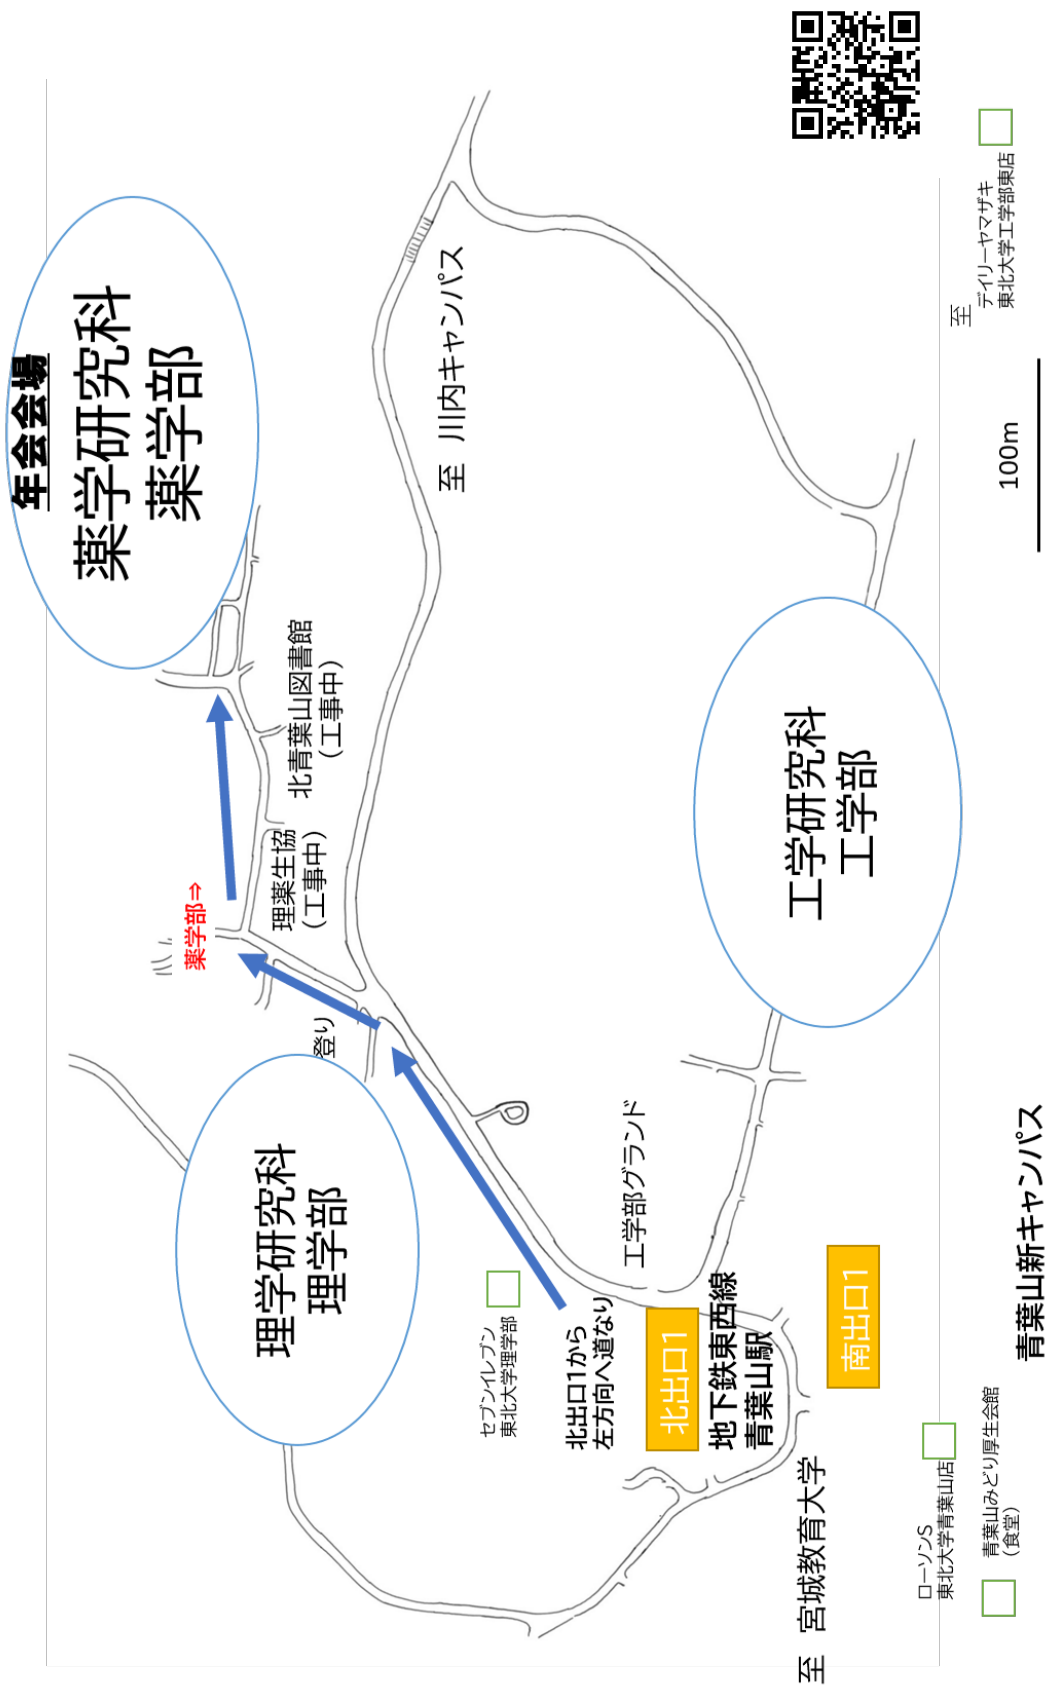 年会会場
薬学研究科
薬学部
至　川内キャンパス
北青葉山図書館
（工事中）
理薬生協
（工事中）
薬学部⇒
登り
理学研究科
理学部
工学研究科
工学部
工学部グランド
セブンイレブン
東北大学理学部
北出口1から
左方向へ道なり
北出口1
地下鉄東西線
青葉山駅
南出口1
至　宮城教育大学
ローソンS
東北大学青葉山店
青葉山みどり厚生会館
（食堂）
青葉山新キャンパス
至
デイリーヤマザキ
東北大学工学部東店
100m